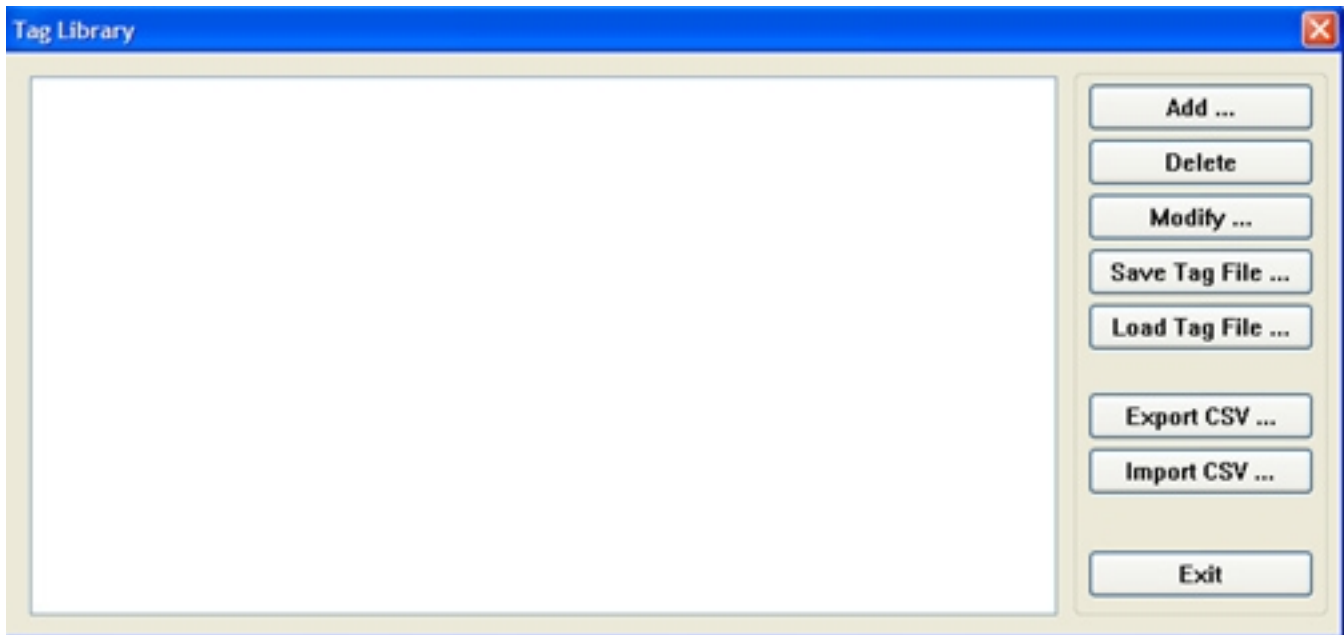 Tag Library
Add ...
Delete
Modify ...
Save Tag File ...
Load Tag File ...
Export CSV ...
Import CSV ...
Exit